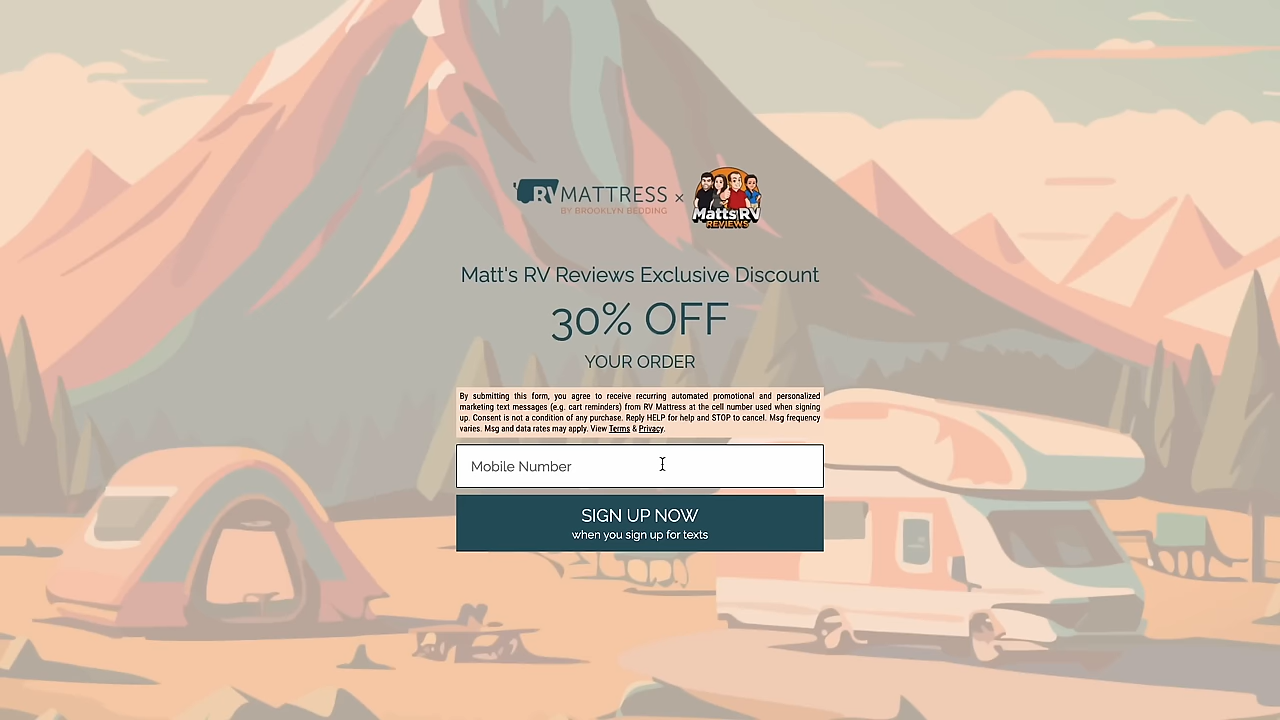 RV MATTRESS
BY BROOKLYN BEDDING
×
Matts RV
REVIEWS
Matt's RV Reviews Exclusive Discount
30% OFF
YOUR ORDER
By submitting this form, you agree to receive recurring automated promotional and personalized
marketing text messages (e.g. cart reminders) from RV Mattress at the cell number used when signing
up. Consent is not a condition of any purchase. Reply HELP for help and STOP to cancel. Msg frequency
varies. Msg and data rates may apply. View Terms & Privacy.
Mobile Number
SIGN UP NOW
when you sign up for texts